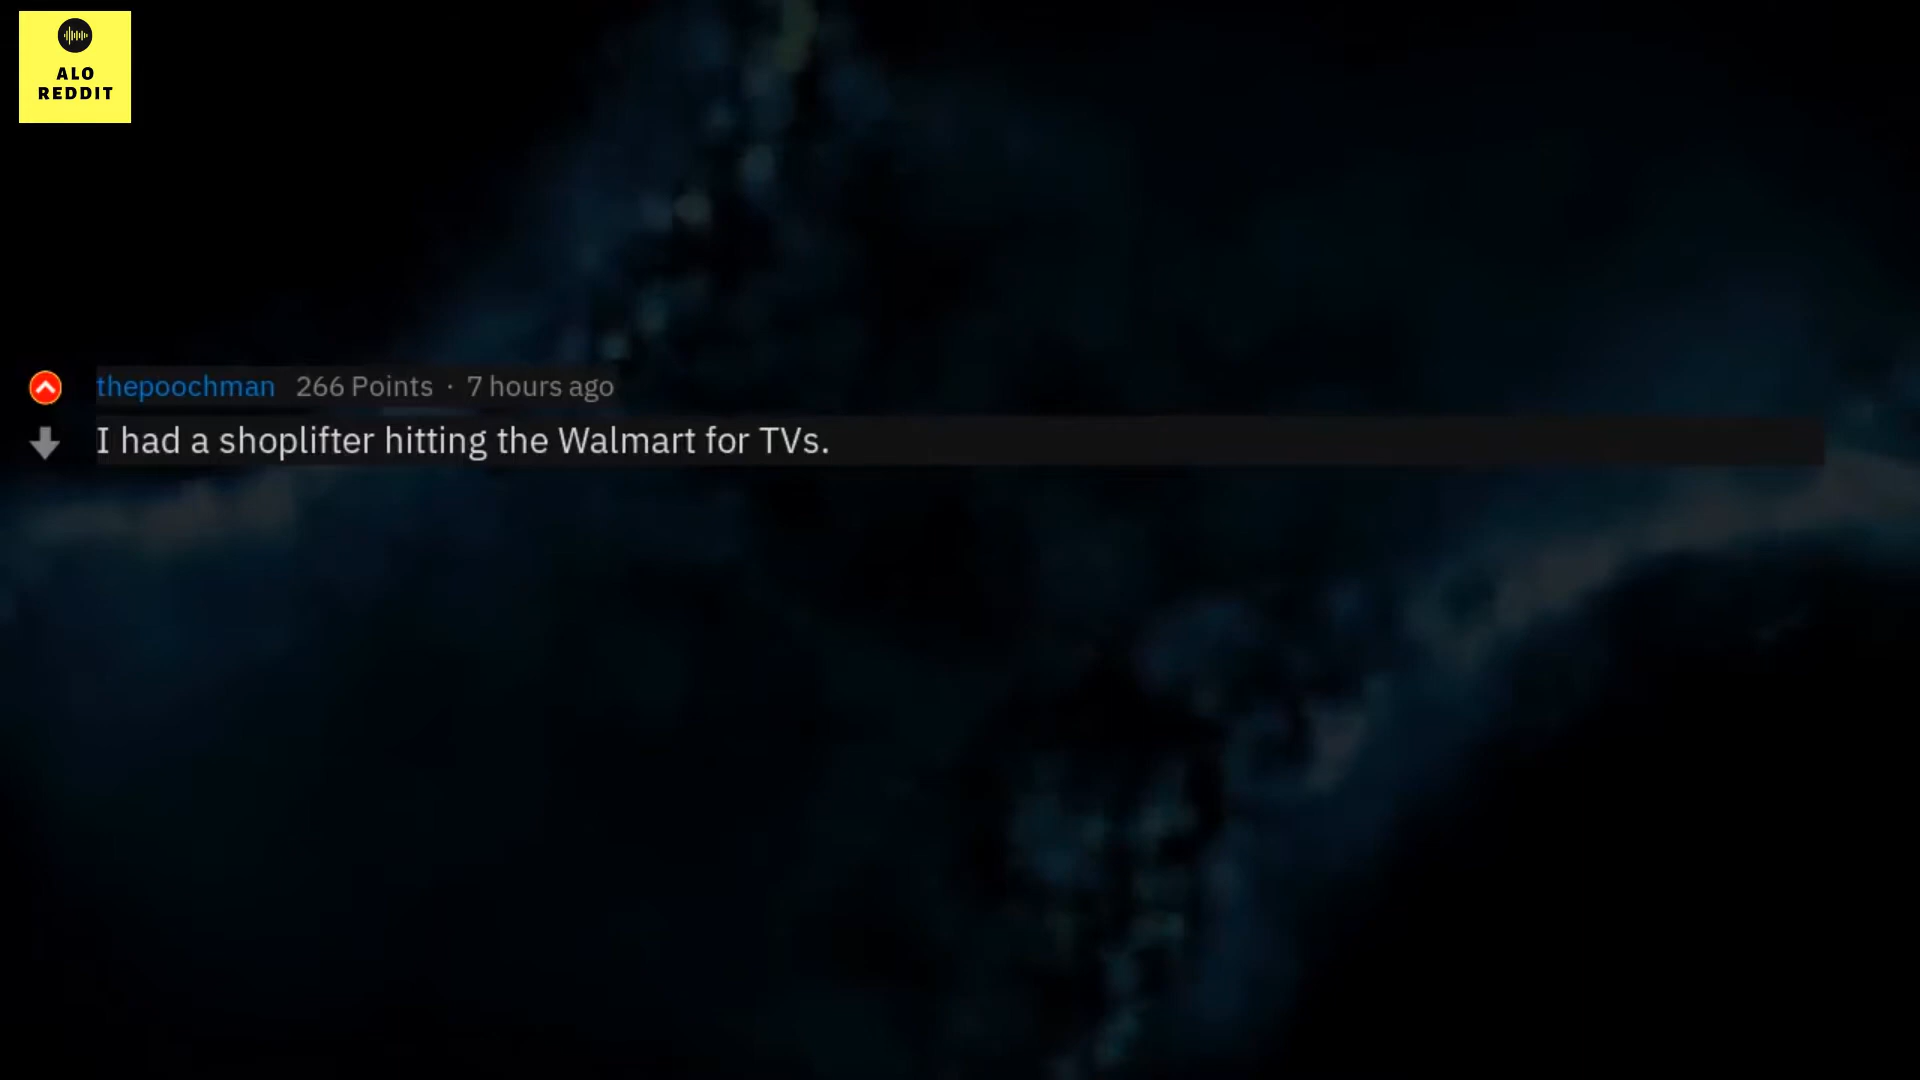 ALO
REDDIT
thepoochman 266 Points · 7 hours ago
I had a shoplifter hitting the Walmart for TVs.